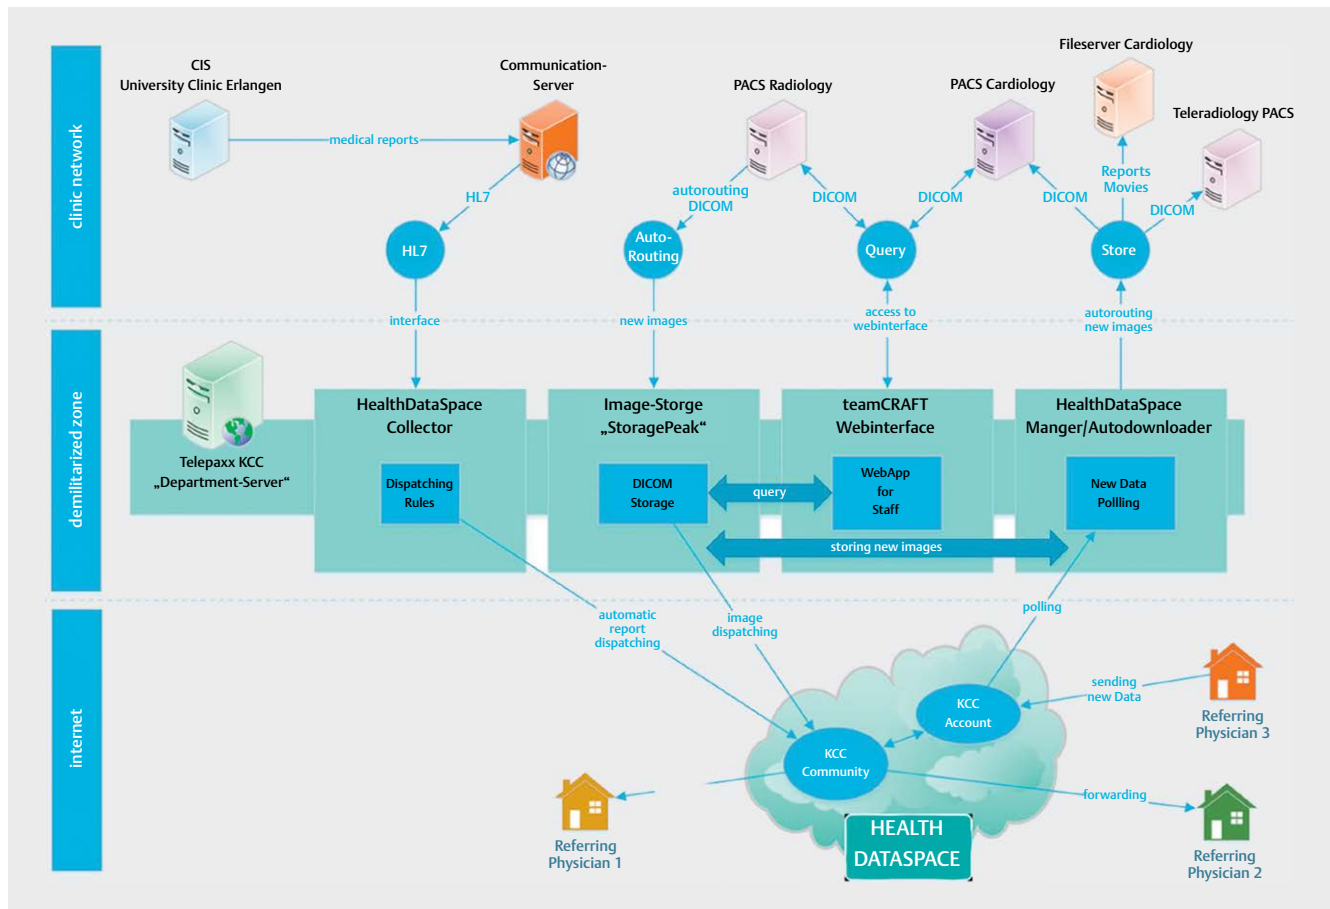 clinic network
CIS
University Clinic Erlangen
Communication-
Server
PACS Radiology
PACS Cardiology
Fileserver Cardiology
Teleradiology PACS
medical reports
HL7
autorouting
DICOM
DICOM
DICOM
DICOM
Reports
Movies
DICOM
HL7
Auto-
Routing
Query
Store
interface
new images
access to
webinterface
autorouting
new images
demilitarized zone
Telepaxx KCC
„Department-Server“
HealthDataSpace
Collector
Image-Storge
„StoragePeak“
teamCRAFT
Webinterface
HealthDataSpace
Manger/Autodownloader
Dispatching
Rules
DICOM
Storage
query
WebApp
for
Staff
New Data
Pollling
storing new images
internet
automatic
report
dispatching
image
dispatching
polling
sending
new Data
KCC
Account
KCC
Community
forwarding
HEALTH
DATASPACE
Referring
Physician 1
Referring
Physician 3
Referring
Physician 2